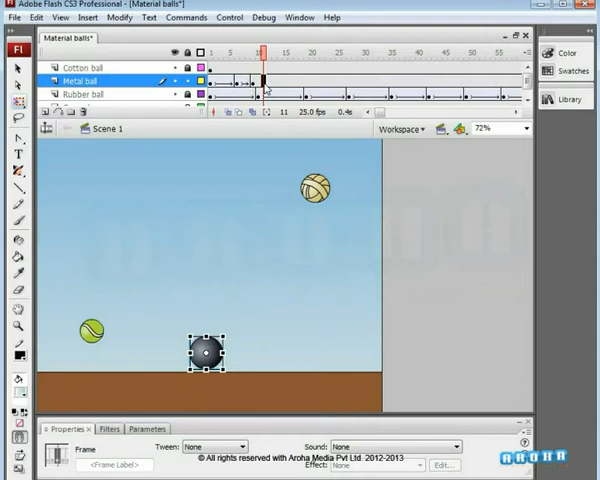 Adobe Flash CS3 Professional - [Material balls*]
File Edit View Insert Modify Text Commands Control Debug Window Help
Material balls*
1 5 10 15 20 25 30 35 40 45 50 55
Cotton ball
Metal ball
Rubber ball
11 25.0 fps 0.4s
Scene 1
Workspace
72%
Fl
Color
Swatches
Library
Properties × Filters Parameters
Frame
<Frame Label>
Tween: None
Sound: None
Effect: None
Edit...
© All rights reserved with Aroha Media Pvt Ltd. 2012-2013
AROHA